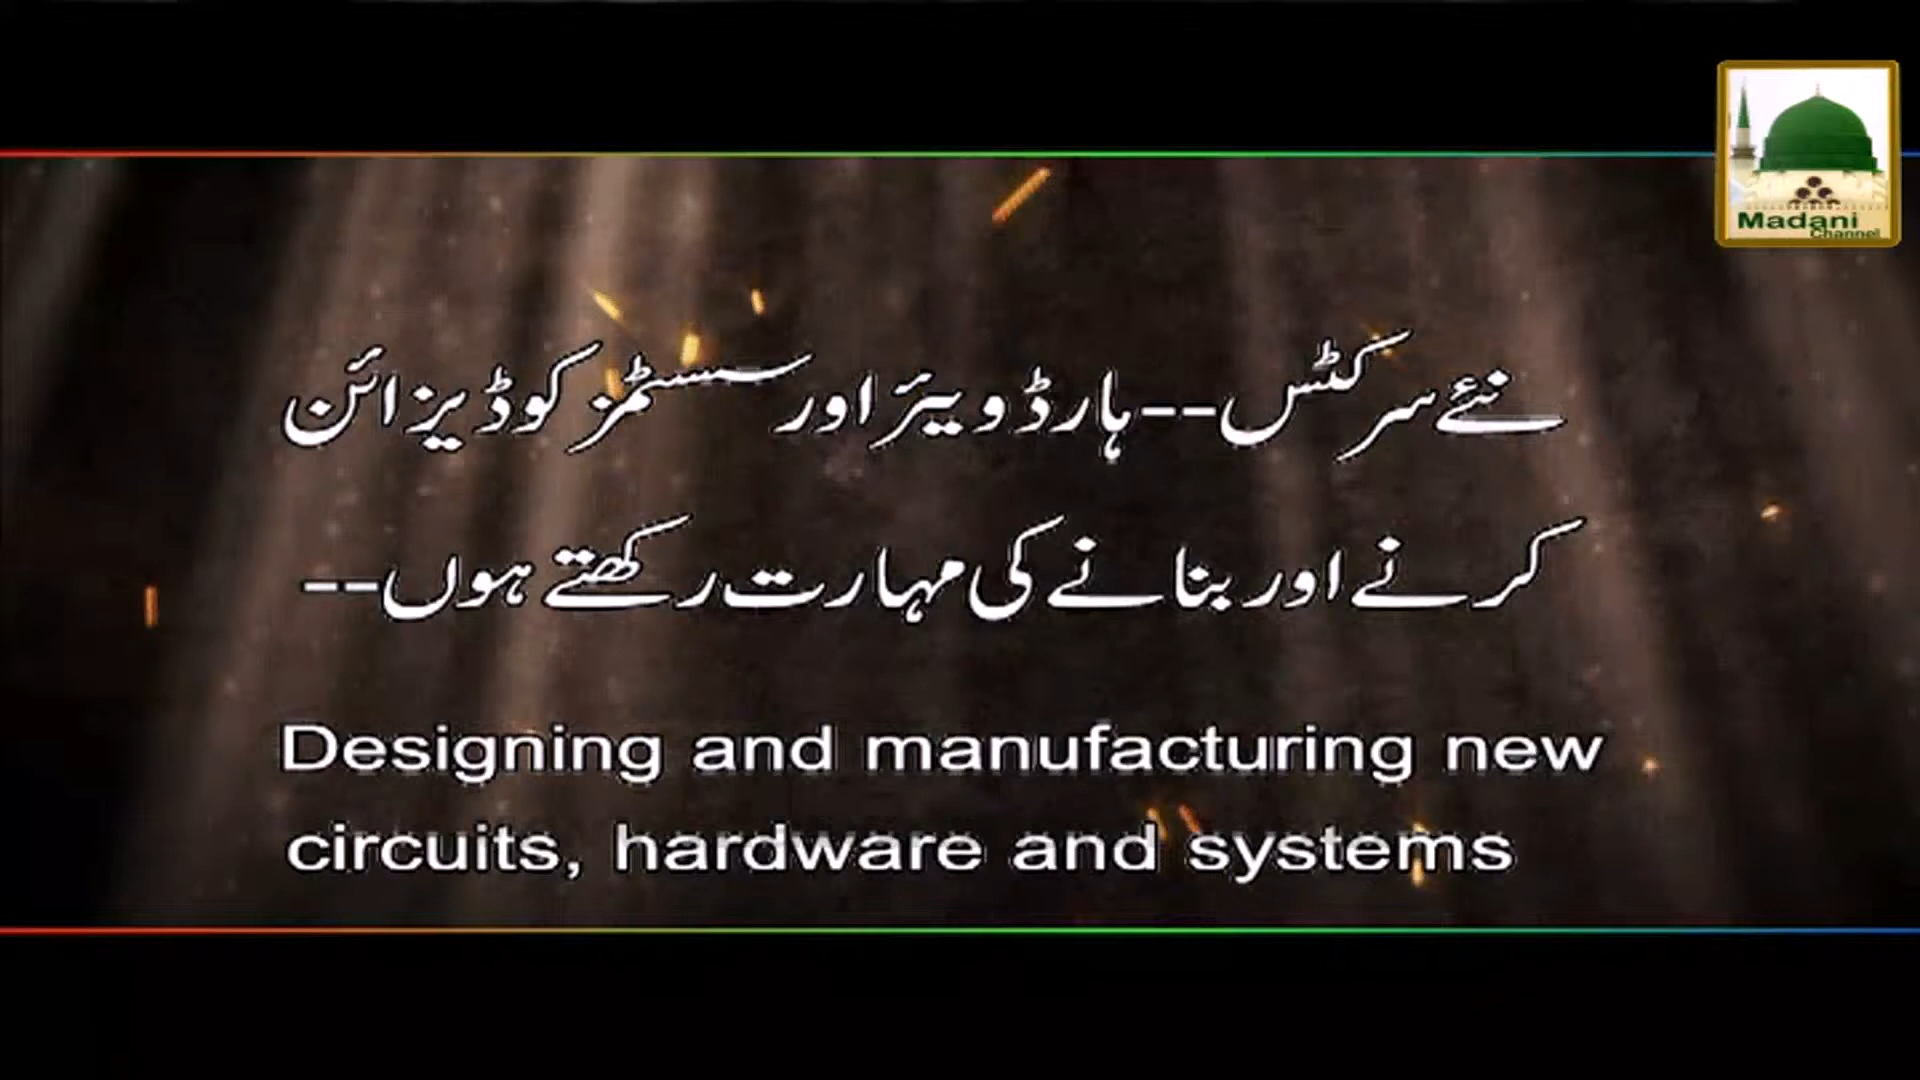 Madani
Channel
نئے سرکٹس--ہارڈ ویئر اور سسٹمز کو ڈیزائن
کرنے اور بنانے کی مہارت رکھتے ہوں--
Designing and manufacturing new
circuits, hardware and systems